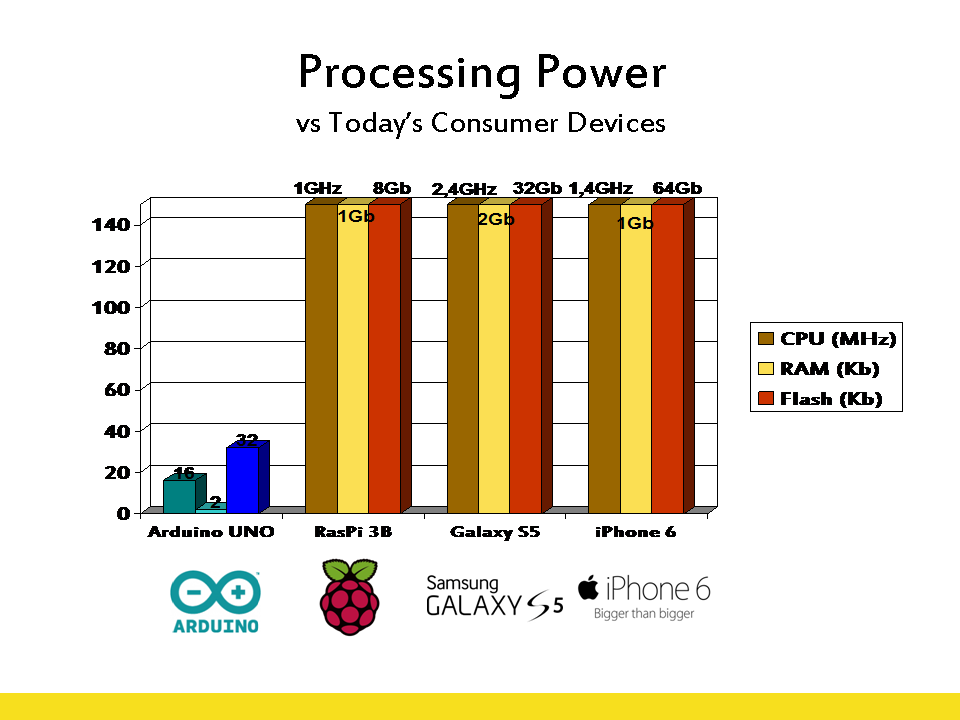 Processing Power
vs Today's Consumer Devices
1GHz 8Gb 2,4GHz 32Gb 1,4GHz 64Gb
1Gb 2Gb 1Gb
140
120
100
80
60
40
20
0
32
16
2
Arduino UNO RasPi 3B Galaxy S5 iPhone 6
CPU (MHz)
RAM (Kb)
Flash (Kb)
ARDUINO
Samsung
GALAXY S5
iPhone 6
Bigger than bigger